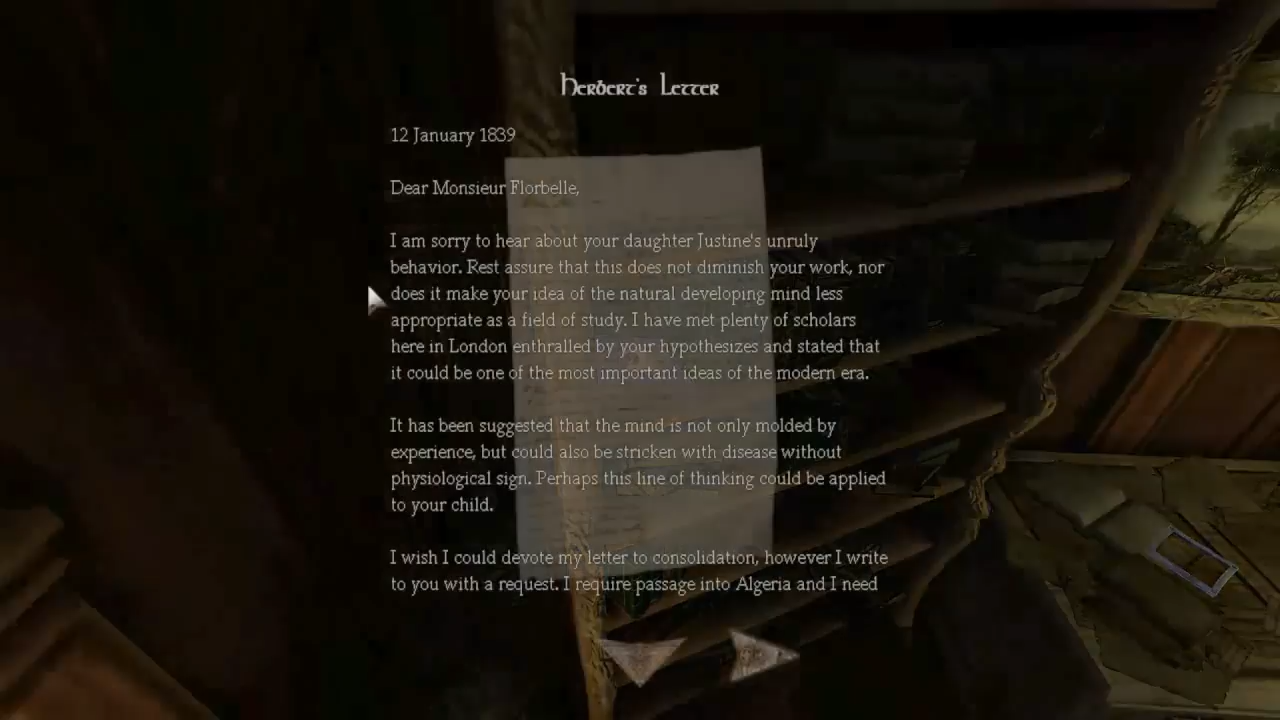 Herbert's Letter
12 January 1839
Dear Monsieur Florbelle,
I am sorry to hear about your daughter Justine's unruly
behavior. Rest assure that this does not diminish your work, nor
does it make your idea of the natural developing mind less
appropriate as a field of study. I have met plenty of scholars
here in London enthralled by your hypothesizes and stated that
it could be one of the most important ideas of the modern era.
It has been suggested that the mind is not only molded by
experience, but could also be stricken with disease without
physiological sign. Perhaps this line of thinking could be applied
to your child.
I wish I could devote my letter to consolidation, however I write
to you with a request. I require passage into Algeria and I need